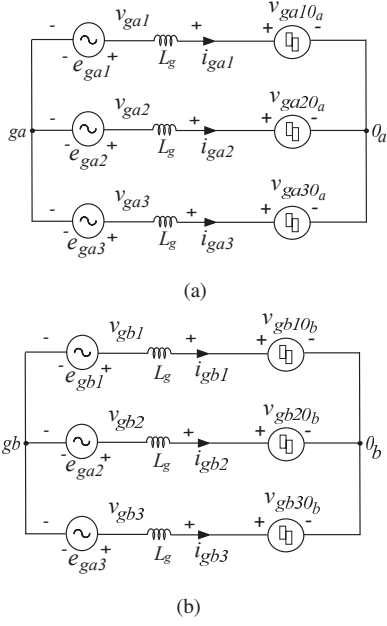 v_ga1 + v_ga10_a
- + -
- e_ga1 + L_g i_ga1
v_ga2 + v_ga20_a
ga - + - 0_a
- e_ga2 + L_g i_ga2
v_ga3 + v_ga30_a
- + -
- e_ga3 + L_g i_ga3
(a)
v_gb1 + v_gb10_b
- + -
- e_gb1 + L_g i_gb1
v_gb2 + v_gb20_b
gb - + - 0_b
- e_ga2 + L_g i_gb2
v_gb3 + v_gb30_b
- + -
- e_ga3 + L_g i_gb3
(b)